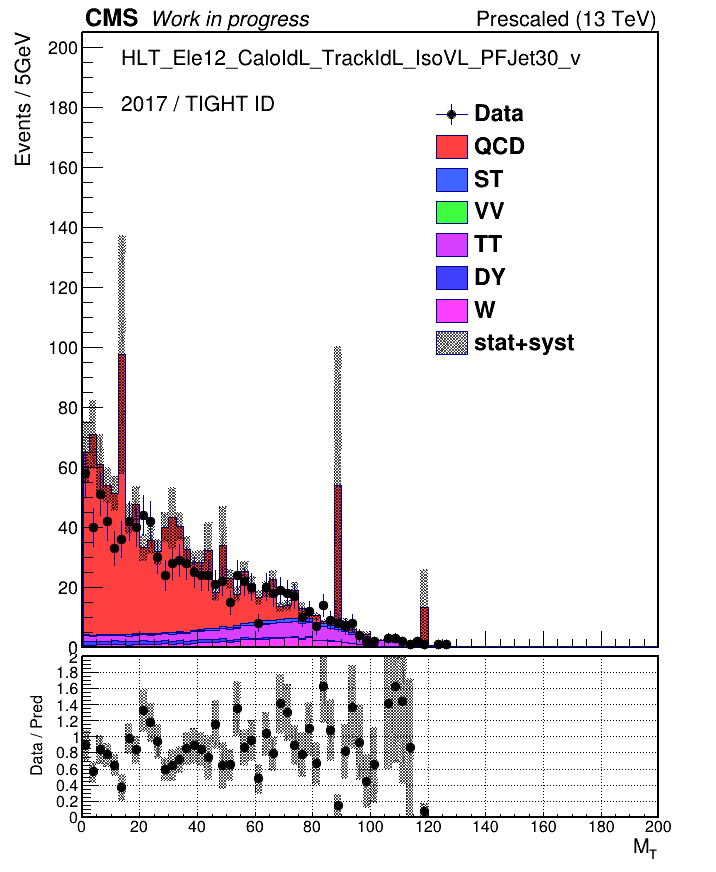 CMS Work in progress Prescaled (13 TeV)
HLT_Ele12_CaloIdL_TrackIdL_IsoVL_PFJet30_v
2017 / TIGHT ID
Events / 5GeV
200
180
160
140
120
100
80
60
40
20
0
Data
QCD
ST
VV
TT
DY
W
stat+syst
Data / Pred
2
1.8
1.6
1.4
1.2
1
0.8
0.6
0.4
0.2
0
0 20 40 60 80 100 120 140 160 180 200
M_T